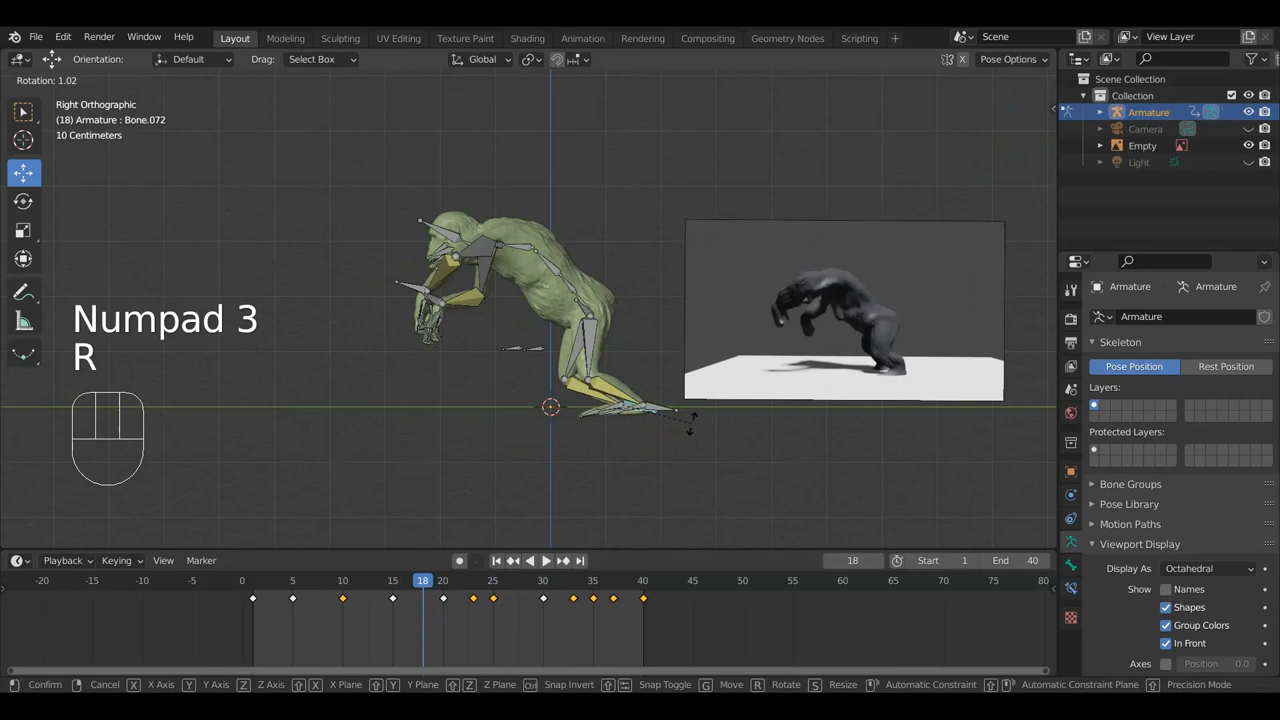 File Edit Render Window Help Layout Modeling Sculpting UV Editing Texture Paint Shading Animation Rendering Compositing Geometry Nodes Scripting + Scene View Layer
Orientation: Default Drag: Select Box Global X Pose Options
Rotation: 1.02
Right Orthographic
(18) Armature : Bone.072
10 Centimeters
Scene Collection
Collection
Armature
Camera
Empty
Light
Numpad 3
R
Armature Armature
Armature
Skeleton
Pose Position Rest Position
Layers:
Protected Layers:
Bone Groups
Pose Library
Motion Paths
Viewport Display
Display As Octahedral
Show Names
Shapes
Group Colors
In Front
Axes Position 0.0
Playback Keying View Marker 18 Start 1 End 40
-20 -10 0 5 10 15 18 20 25 30 35 40 45 50 55 60 65 70 75 80
Confirm Cancel X X Axis Y Y Axis Z Z Axis X X Plane Y Y Plane Z Z Plane Ctrl Snap Invert Snap Toggle G Move R Rotate S Resize Automatic Constraint Automatic Constraint Plane Precision Mode